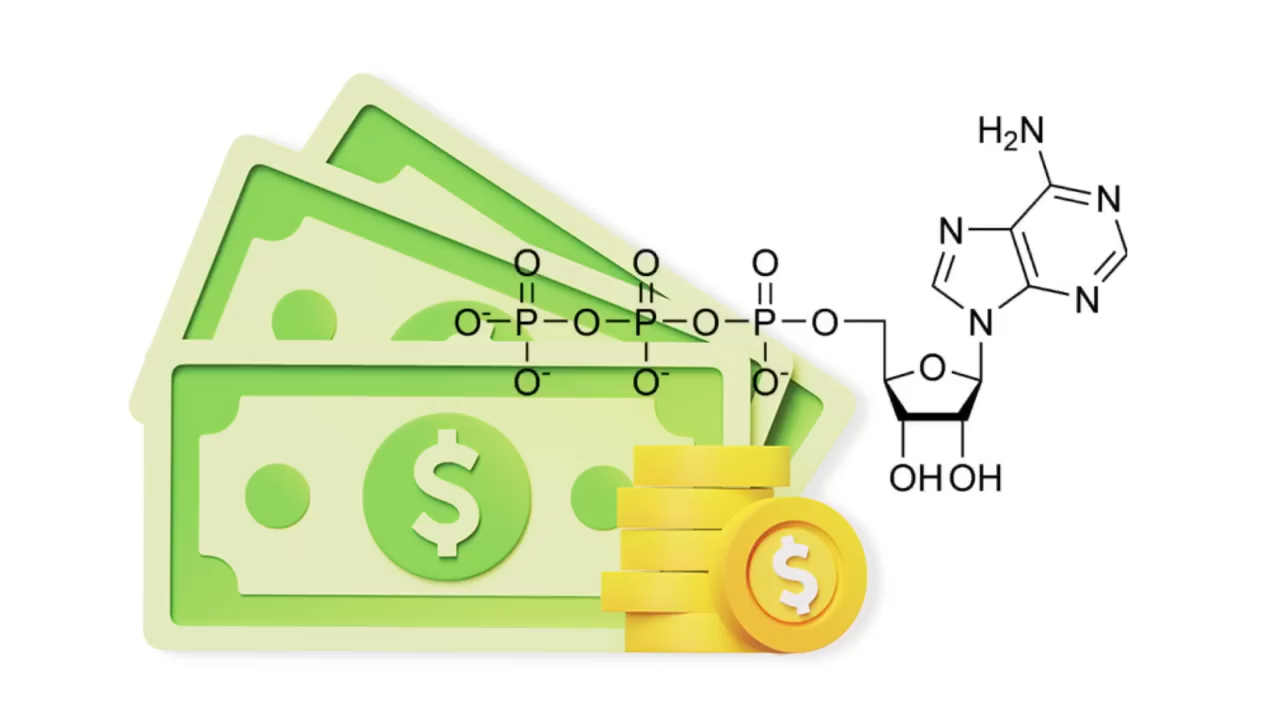 H₂N
N
N
O O O
N
N
O⁻ P O P O P O
O
O⁻ O⁻ O⁻
$
OH OH
$